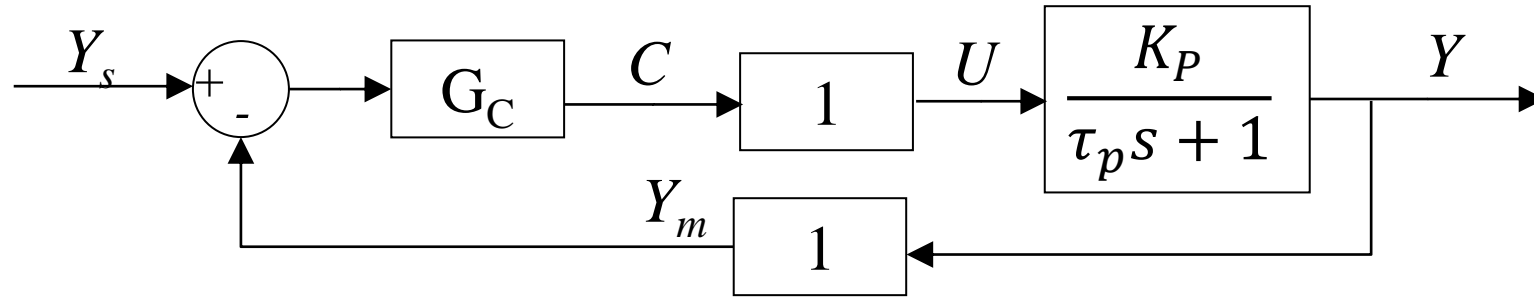 Y_s
+
-
G_C
C
1
U
K_P
τ_p s + 1
Y
Y_m
1